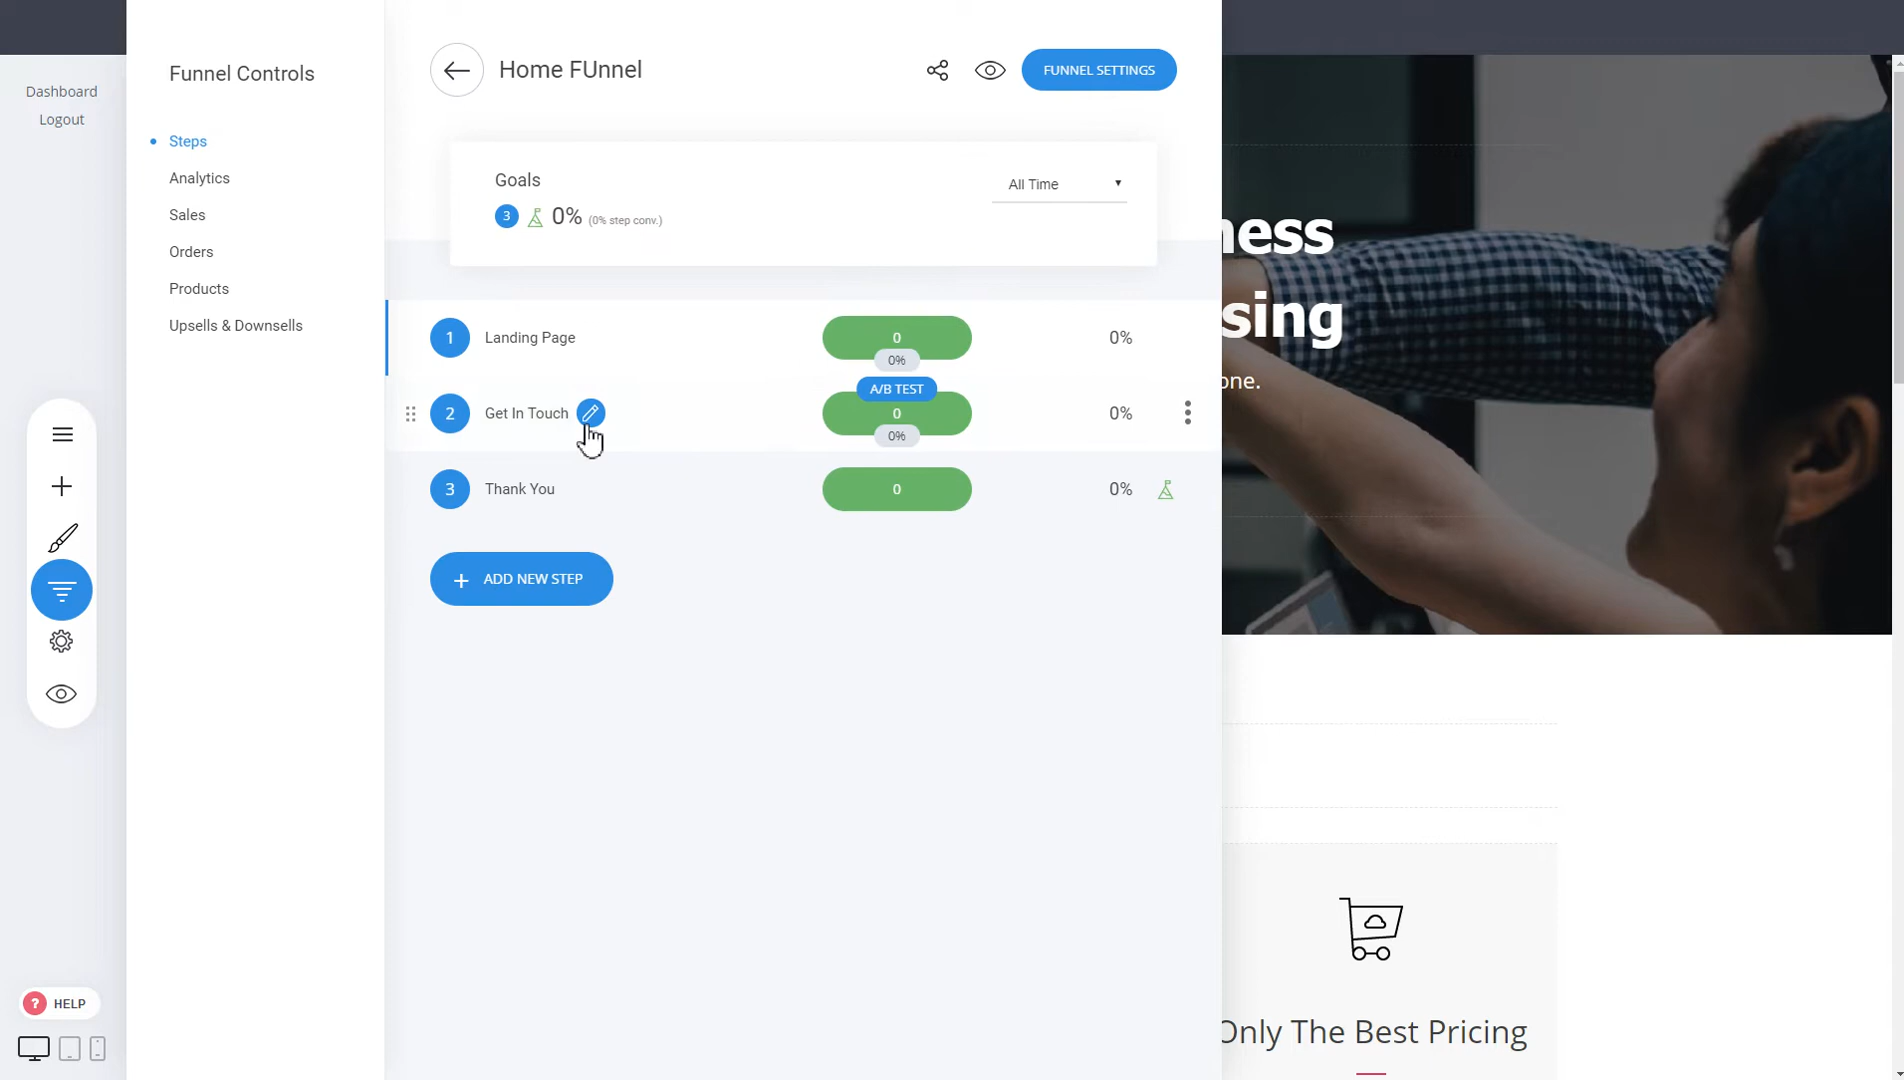 Dashboard
Logout
Funnel Controls
Steps
Analytics
Sales
Orders
Products
Upsells & Downsells
Home FUnnel
FUNNEL SETTINGS
Goals
All Time
3 0% (0% step conv.)
1 Landing Page 0 0%
0%
A/B TEST
2 Get In Touch 0 0%
0%
3 Thank You 0 0%
+ ADD NEW STEP
? HELP
ness
sing
one.
Only The Best Pricing